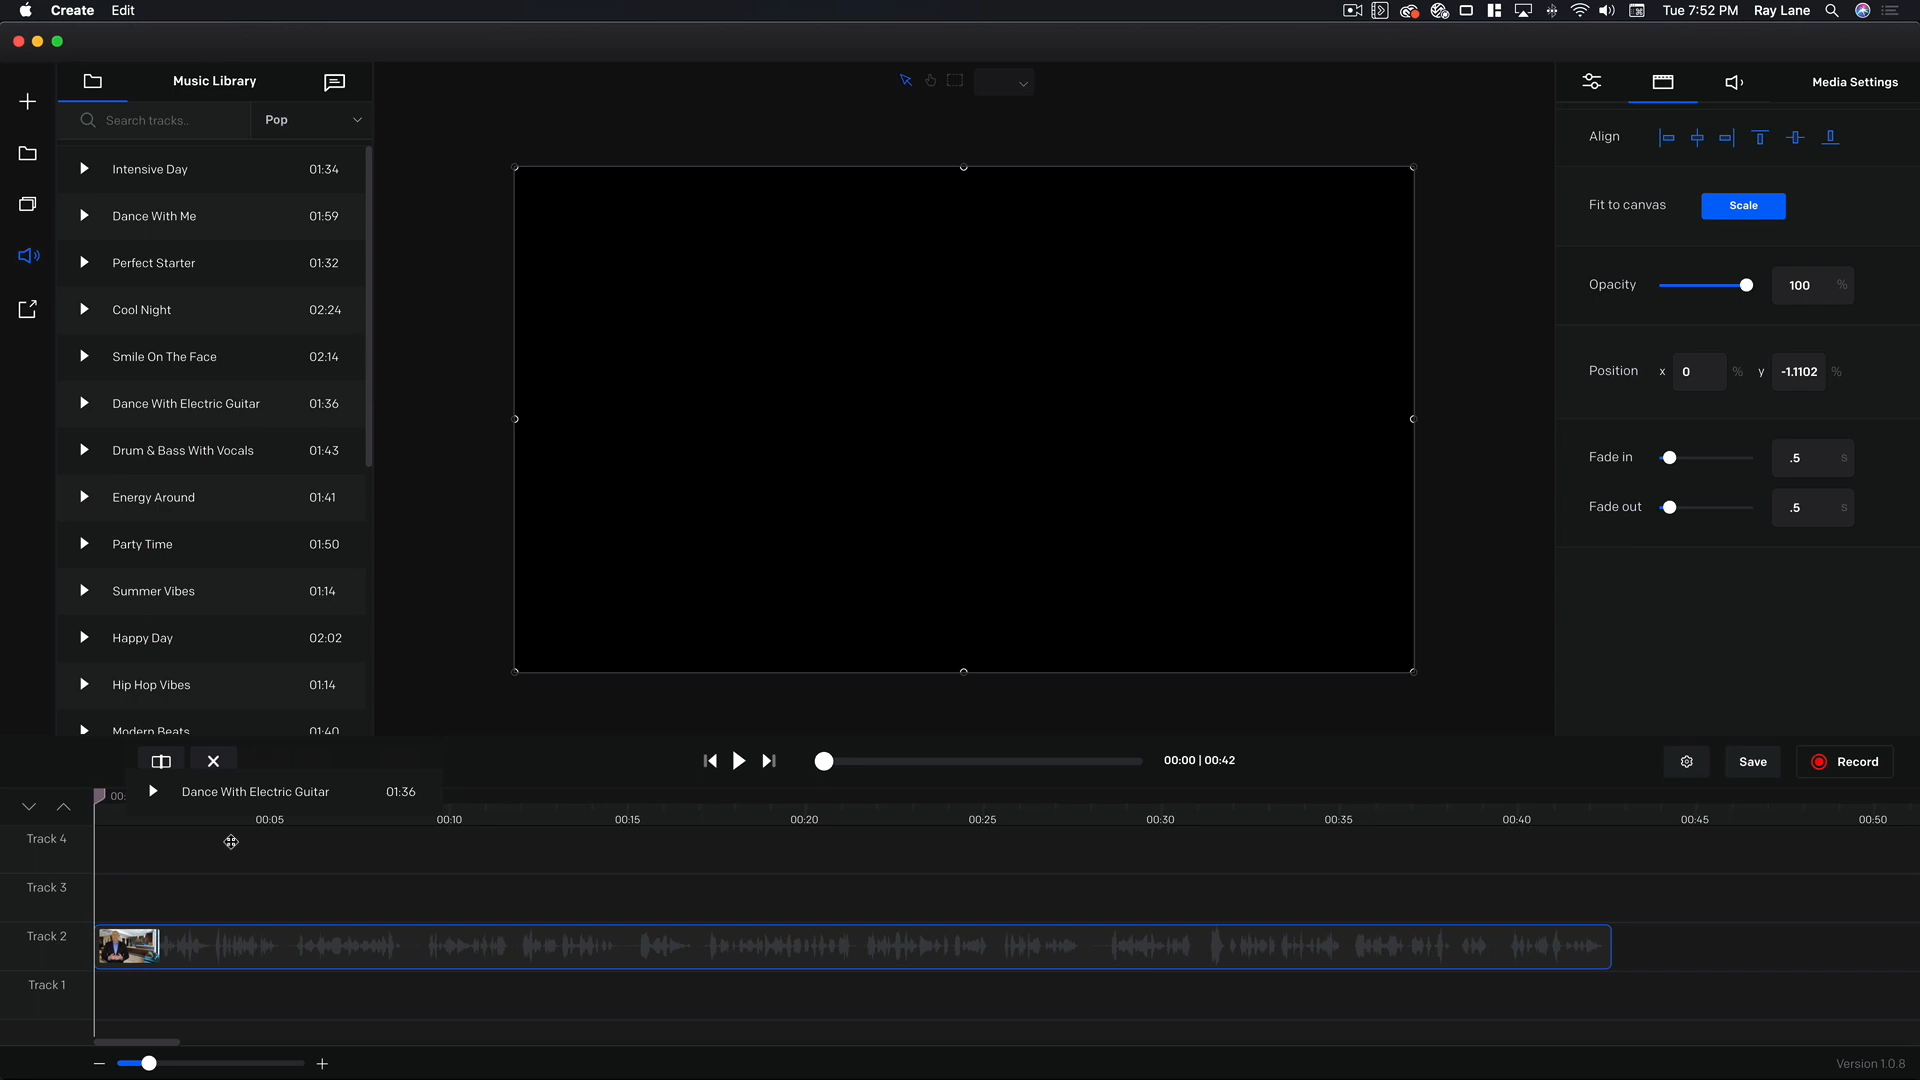 Create Edit
Tue 7:52 PM Ray Lane
Music Library
Media Settings
Search tracks..
Pop
Intensive Day 01:34
Dance With Me 01:59
Perfect Starter 01:32
Cool Night 02:24
Smile On The Face 02:14
Dance With Electric Guitar 01:36
Drum & Bass With Vocals 01:43
Energy Around 01:41
Party Time 01:50
Summer Vibes 01:14
Happy Day 02:02
Hip Hop Vibes 01:14
Modern Beats 01:40
Align
Fit to canvas Scale
Opacity 100 %
Position x 0 % y -1.1102 %
Fade in .5 s
Fade out .5 s
00:00 | 00:42
Save
Record
Dance With Electric Guitar 01:36
00:
00:05 00:10 00:15 00:20 00:25 00:30 00:35 00:40 00:45 00:50
Track 4
Track 3
Track 2
Track 1
Version 1.0.8